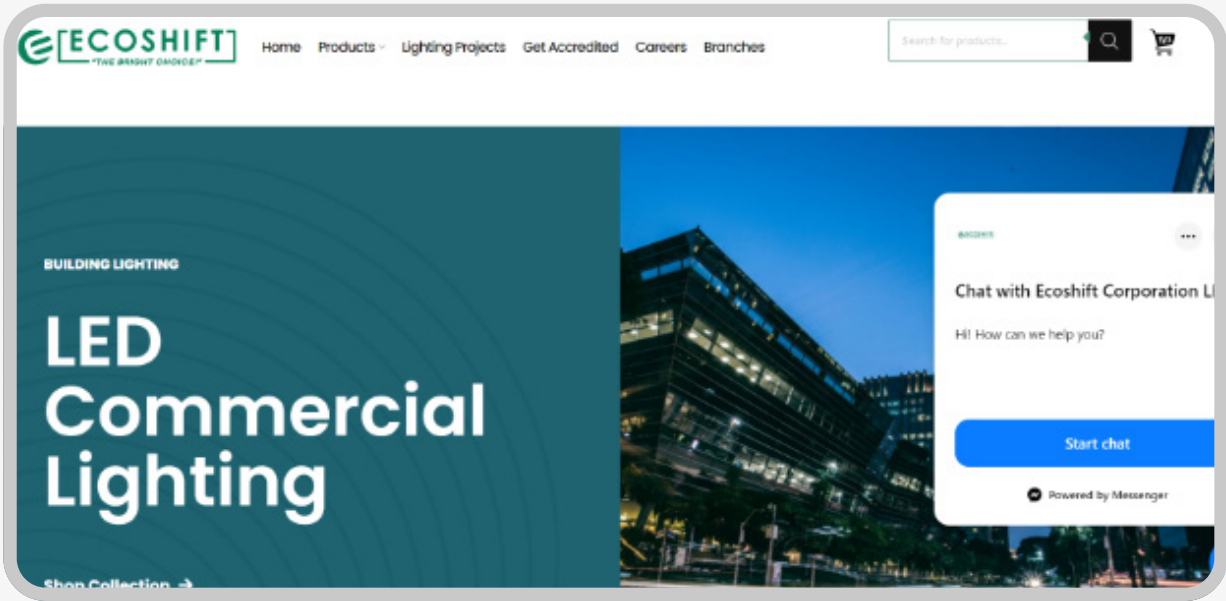 ECOSHIFT
"THE BRIGHT CHOICE!"
Home Products Lighting Projects Get Accredited Careers Branches
Search for products...
BUILDING LIGHTING
LED
Commercial
Lighting
Shop Collection →
ECOSHIFT
Chat with Ecoshift Corporation LI
Hi! How can we help you?
Start chat
Powered by Messenger